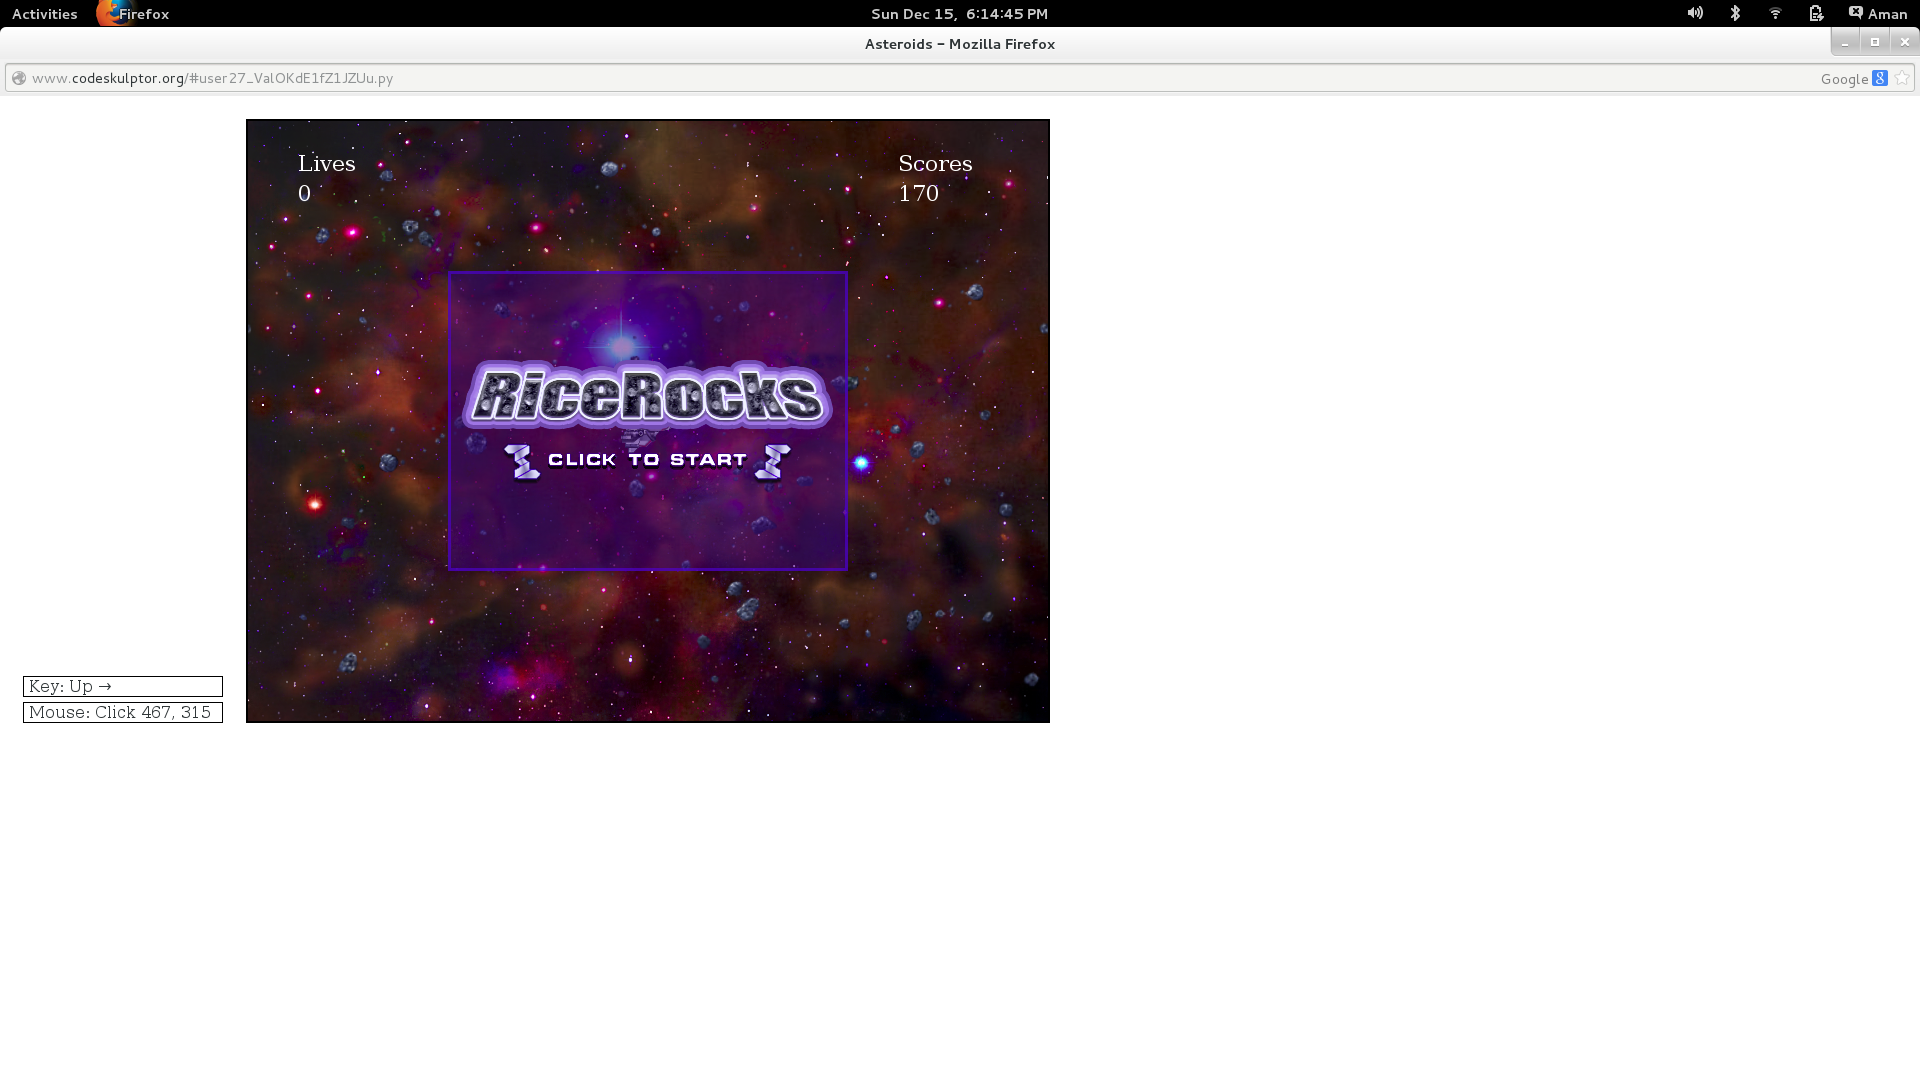 Activities Firefox Sun Dec 15, 6:14:45 PM Aman
Asteroids - Mozilla Firefox
www.codeskulptor.org/#user27_ValOKdE1fZ1JZUu.py Google 8
Lives Scores
0 170
RiceRocks
CLICK TO START
Key: Up →
Mouse: Click 467, 315